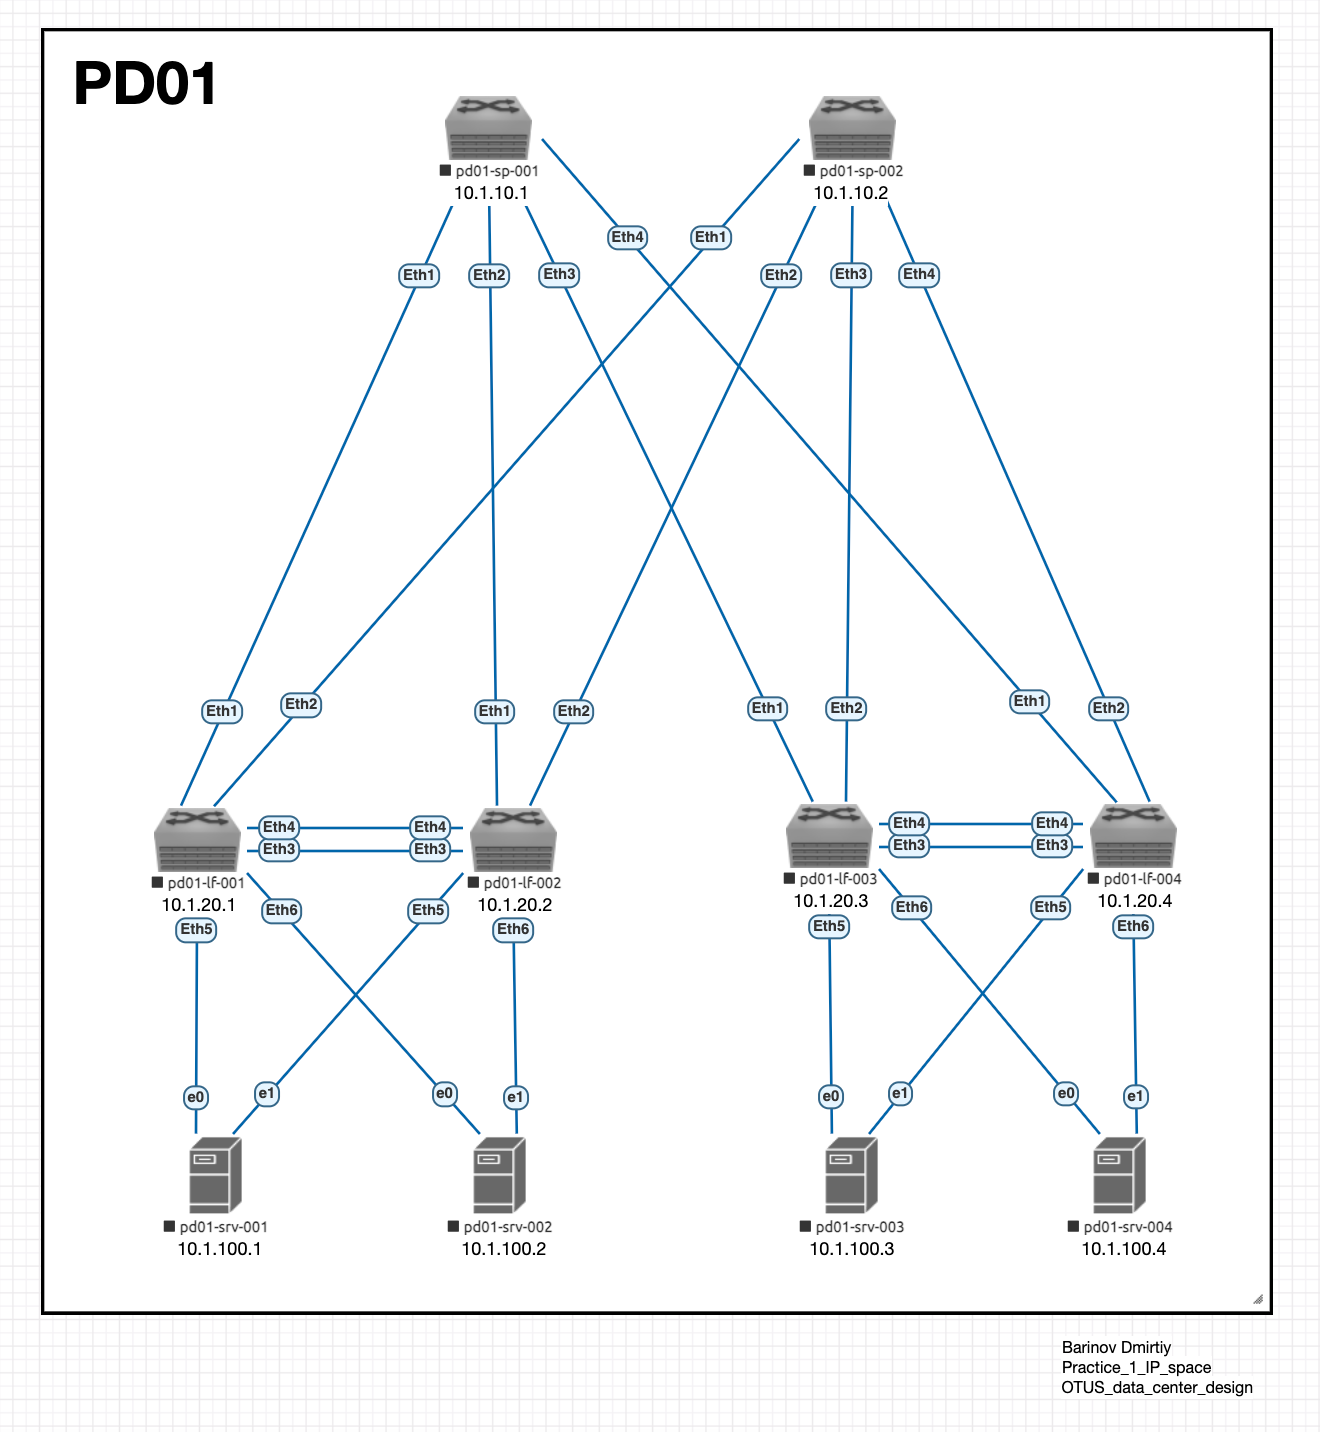 PD01
pd01-sp-001
pd01-sp-002
10.1.10.1
10.1.10.2
Eth4
Eth1
Eth1
Eth2
Eth3
Eth2
Eth3
Eth4
Eth1
Eth2
Eth1
Eth2
Eth1
Eth2
Eth1
Eth2
Eth4
Eth4
Eth4
Eth4
Eth3
Eth3
Eth3
Eth3
pd01-lf-001
pd01-lf-002
pd01-lf-003
pd01-lf-004
10.1.20.1
10.1.20.2
10.1.20.3
10.1.20.4
Eth6
Eth5
Eth6
Eth5
Eth5
Eth6
Eth5
Eth6
e0
e1
e0
e1
e0
e1
e0
e1
pd01-srv-001
pd01-srv-002
pd01-srv-003
pd01-srv-004
10.1.100.1
10.1.100.2
10.1.100.3
10.1.100.4
Barinov Dmirtiy
Practice_1_IP_space
OTUS_data_center_design